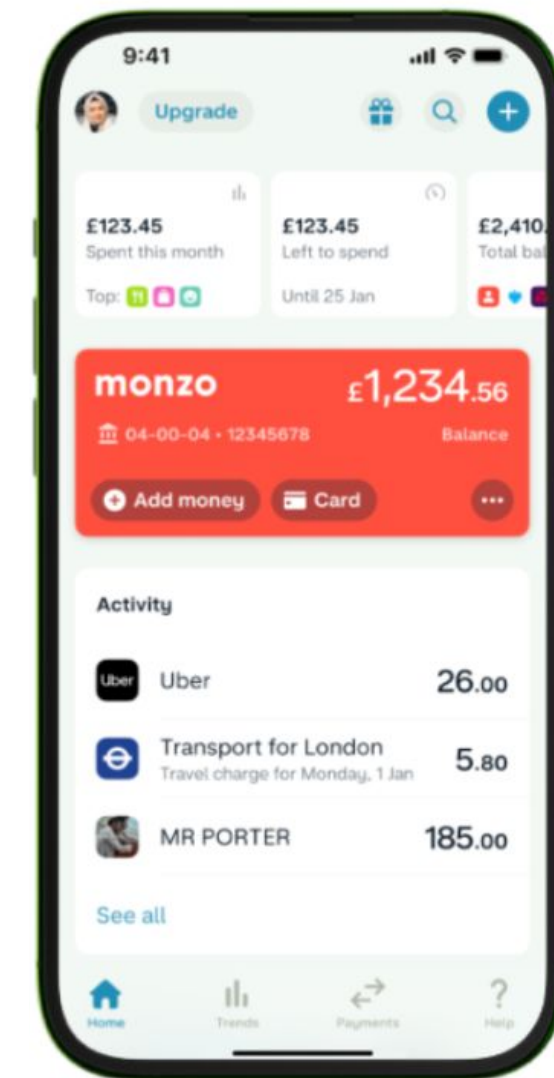 9:41
Upgrade
£123.45
Spent this month
Top:
£123.45
Left to spend
Until 25 Jan
£2,410.
Total bal
monzo
£1,234.56
04-00-04 • 12345678
Balance
Add money
Card
Activity
Uber
Uber
26.00
Transport for London
Travel charge for Monday, 1 Jan
5.80
MR PORTER
185.00
See all
Home
Trends
Payments
Help